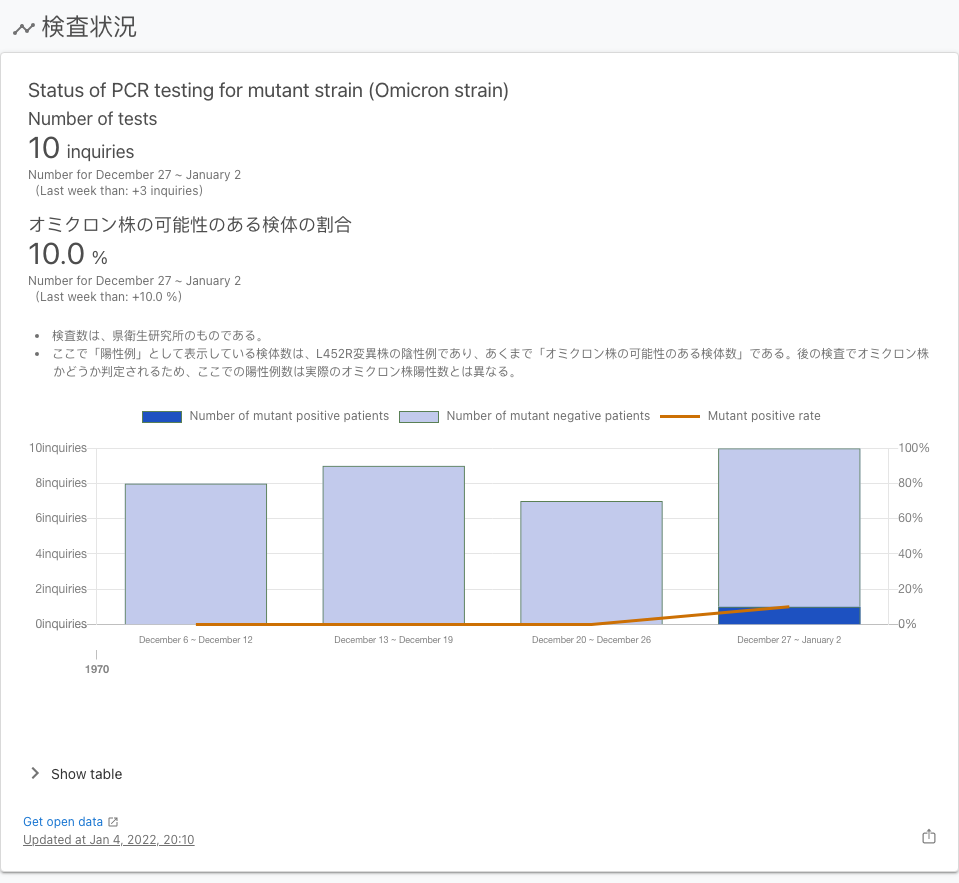 検査状況
Status of PCR testing for mutant strain (Omicron strain)
Number of tests
10 inquiries
Number for December 27 ~ January 2
(Last week than: +3 inquiries)
オミクロン株の可能性のある検体の割合
10.0 %
Number for December 27 ~ January 2
(Last week than: +10.0 %)
• 検査数は、県衛生研究所のものである。
• ここで「陽性例」として表示している検体数は、L452R変異株の陰性例であり、あくまで「オミクロン株の可能性のある検体数」である。後の検査でオミクロン株
かどうか判定されるため、ここでの陽性例数は実際のオミクロン株陽性数とは異なる。
Number of mutant positive patients Number of mutant negative patients Mutant positive rate
10inquiries 100%
8inquiries 80%
6inquiries 60%
4inquiries 40%
2inquiries 20%
0inquiries 0%
December 6 ~ December 12 December 13 ~ December 19 December 20 ~ December 26 December 27 ~ January 2
1970
Show table
Get open data
Updated at Jan 4, 2022, 20:10